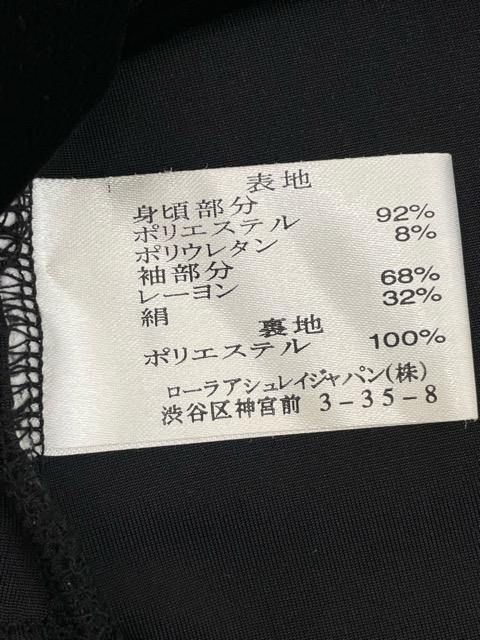 表地
身頃部分
ポリエステル 92%
ポリウレタン 8%
袖部分
レーヨン 68%
絹 32%
裏地
ポリエステル 100%
ローラアシュレイジャパン(株)
渋谷区神宮前 3-35-8